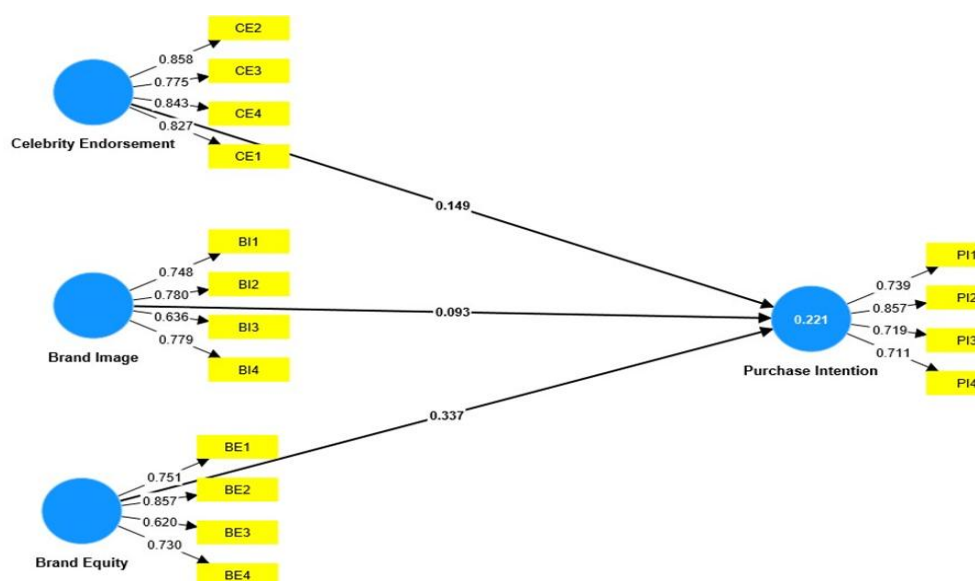 CE2
0.858
CE3
0.775
0.843
CE4
0.827
Celebrity Endorsement
CE1
0.149
BI1
0.748
BI2
0.780
0.636
BI3
0.779
Brand Image
BI4
0.093
PI1
0.739
PI2
0.857
0.221
0.719
PI3
0.711
Purchase Intention
PI4
0.337
BE1
0.751
BE2
0.857
0.620
BE3
0.730
Brand Equity
BE4